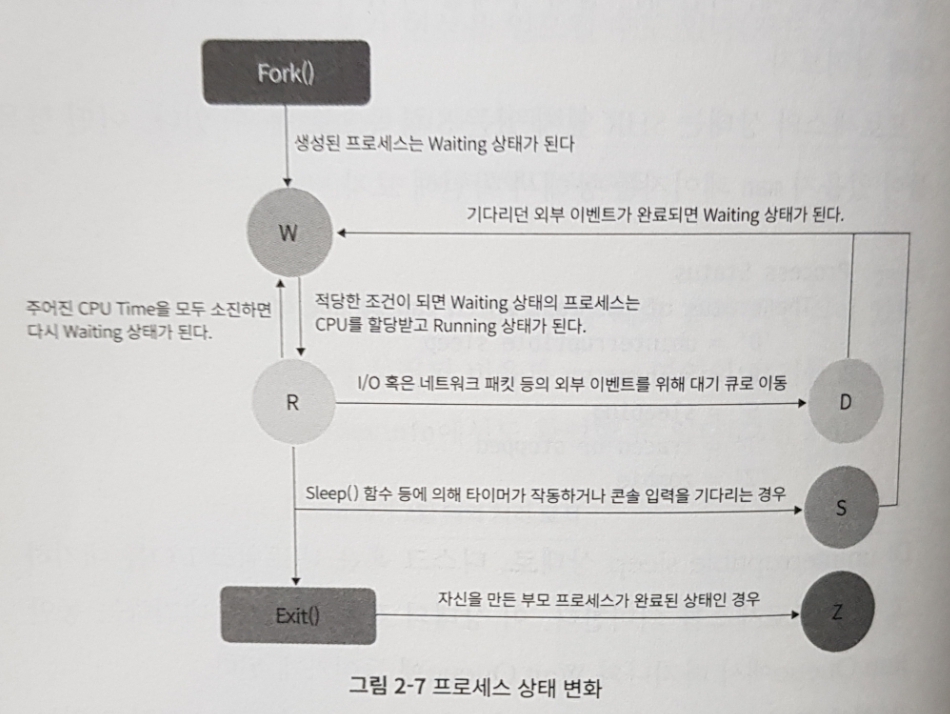 Fork()
생성된 프로세스는 Waiting 상태가 된다
W
기다리던 외부 이벤트가 완료되면 Waiting 상태가 된다.
주어진 CPU Time을 모두 소진하면
다시 Waiting 상태가 된다.
적당한 조건이 되면 Waiting 상태의 프로세스는
CPU를 할당받고 Running 상태가 된다.
R
I/O 혹은 네트워크 패킷 등의 외부 이벤트를 위해 대기 큐로 이동
D
Sleep() 함수 등에 의해 타이머가 작동하거나 콘솔 입력을 기다리는 경우
S
Exit()
자신을 만든 부모 프로세스가 완료된 상태인 경우
Z
그림 2-7 프로세스 상태 변화